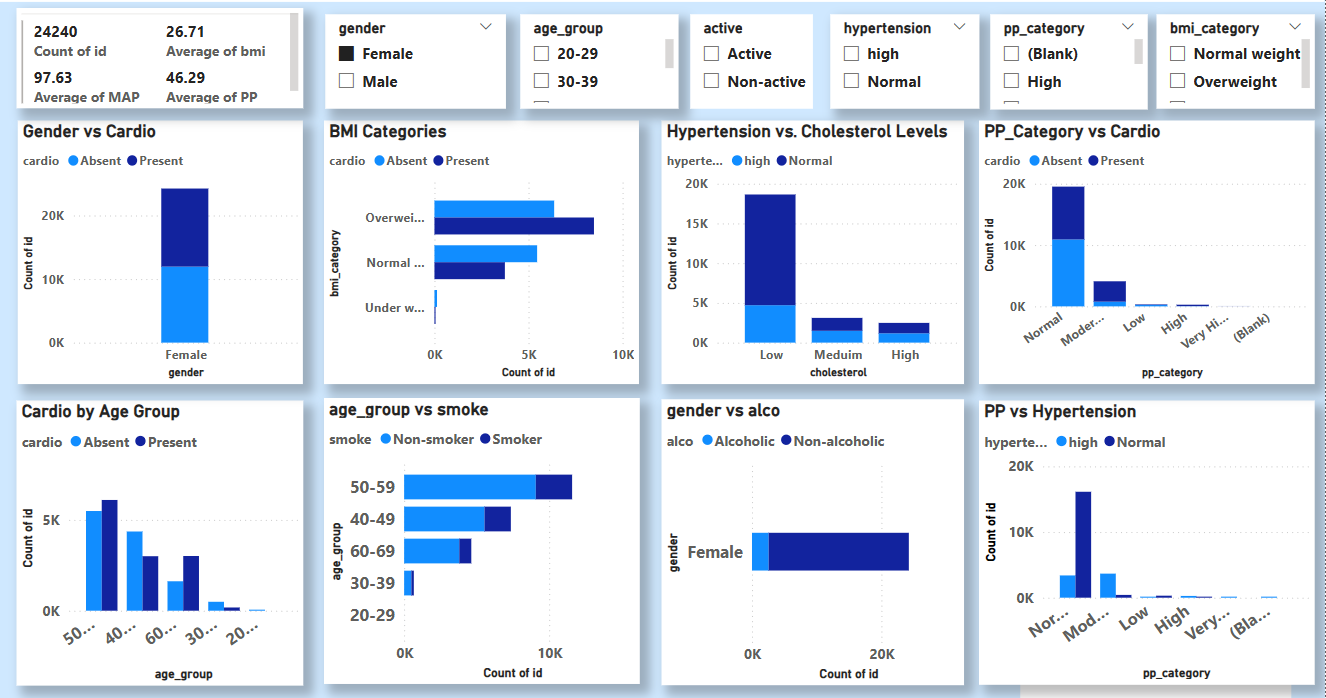 24240
Count of id
26.71
Average of bmi
97.63
Average of MAP
46.29
Average of PP
gender
Female
Male
age_group
20-29
30-39
active
Active
Non-active
hypertension
high
Normal
pp_category
(Blank)
High
bmi_category
Normal weight
Overweight
Gender vs Cardio
cardio Absent Present
Count of id
20K
10K
0K
Female
gender
BMI Categories
cardio Absent Present
bmi_category
Overwei...
Normal ...
Under w...
0K 5K 10K
Count of id
Hypertension vs. Cholesterol Levels
hyperte... high Normal
Count of id
20K
15K
10K
5K
0K
Low Meduim High
cholesterol
PP_Category vs Cardio
cardio Absent Present
Count of id
20K
10K
0K
Normal Moder... Low High Very Hi... (Blank)
pp_category
Cardio by Age Group
cardio Absent Present
Count of id
5K
0K
50... 40... 60... 30... 20...
age_group
age_group vs smoke
smoke Non-smoker Smoker
age_group
50-59
40-49
60-69
30-39
20-29
0K 10K
Count of id
gender vs alco
alco Alcoholic Non-alcoholic
gender
Female
0K 20K
Count of id
PP vs Hypertension
hyperte... high Normal
Count of id
20K
10K
0K
Nor... Mod... Low High Very... (Bla...
pp_category